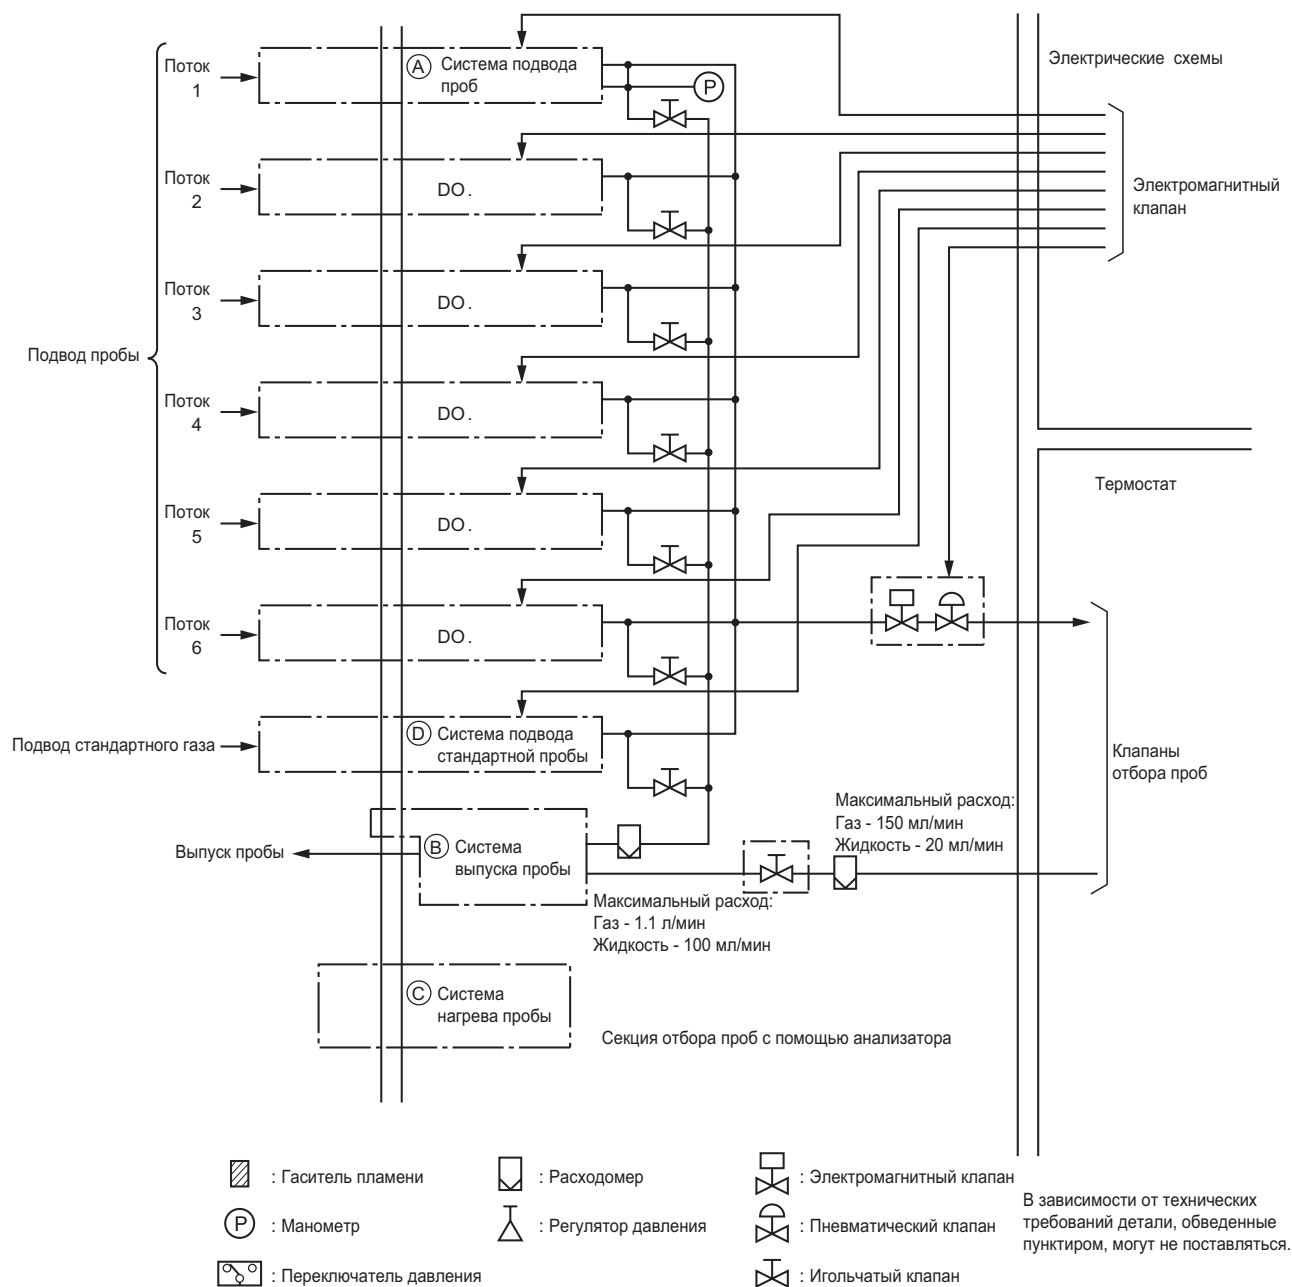 Электрические схемы
Поток
1
A
Система подвода
проб
P
Поток
2
DO.
Электромагнитный
клапан
Поток
3
DO.
Подвод пробы
Поток
4
DO.
Термостат
Поток
5
DO.
Поток
6
DO.
Подвод стандартного газа
D
Система подвода
стандартной пробы
Клапаны
отбора проб
Максимальный расход:
Газ - 150 мл/мин
Жидкость - 20 мл/мин
Выпуск пробы
B
Система
выпуска пробы
Максимальный расход:
Газ - 1.1 л/мин
Жидкость - 100 мл/мин
C
Система
нагрева пробы
Секция отбора проб с помощью анализатора
: Гаситель пламени
: Расходомер
: Электромагнитный клапан
P : Манометр
: Регулятор давления
: Пневматический клапан
: Переключатель давления
: Игольчатый клапан
В зависимости от технических
требований детали, обведенные
пунктиром, могут не поставляться.